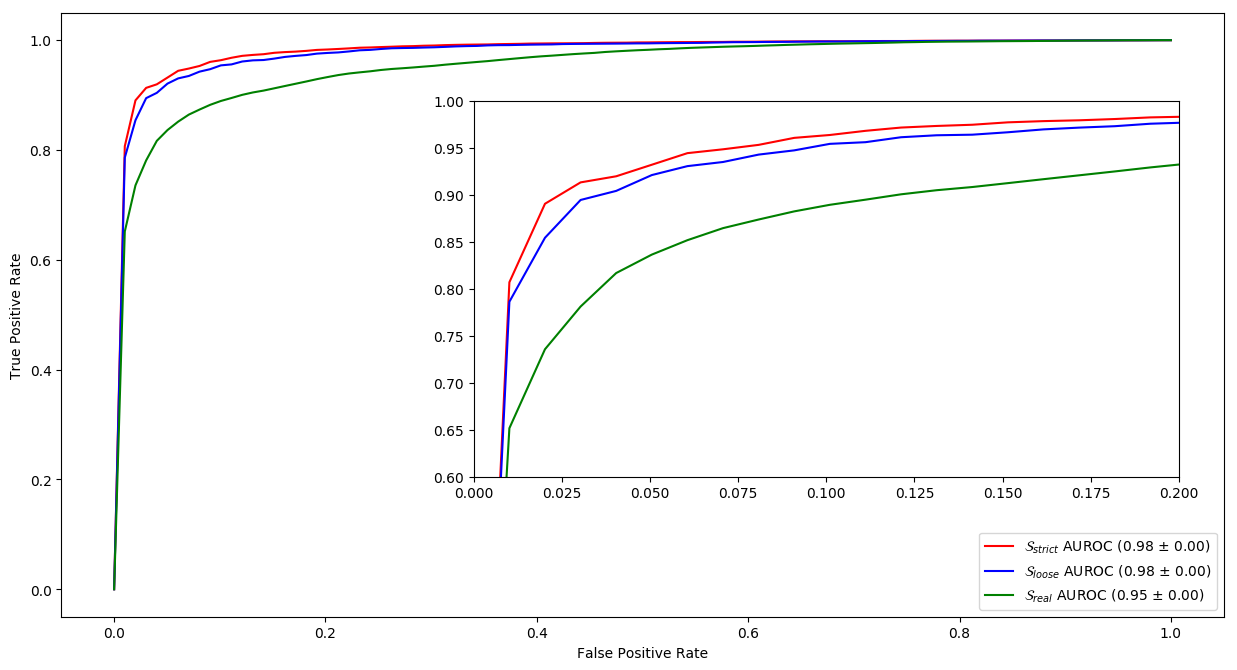 1.0
0.8
0.6
0.4
0.2
0.0
True Positive Rate
1.00
0.95
0.90
0.85
0.80
0.75
0.70
0.65
0.60
0.000 0.025 0.050 0.075 0.100 0.125 0.150 0.175 0.200
𝒮strict AUROC (0.98 ± 0.00)
𝒮loose AUROC (0.98 ± 0.00)
𝒮real AUROC (0.95 ± 0.00)
0.0 0.2 0.4 0.6 0.8 1.0
False Positive Rate